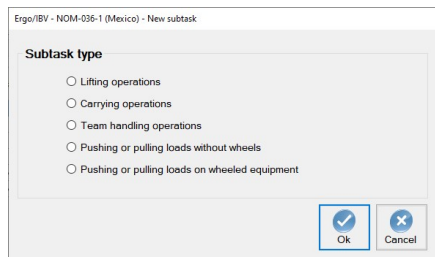 Ergo/IBV - NOM-036-1 (Mexico) - New subtask
Subtask type
Lifting operations
Carrying operations
Team handling operations
Pushing or pulling loads without wheels
Pushing or pulling loads on wheeled equipment
Ok
Cancel